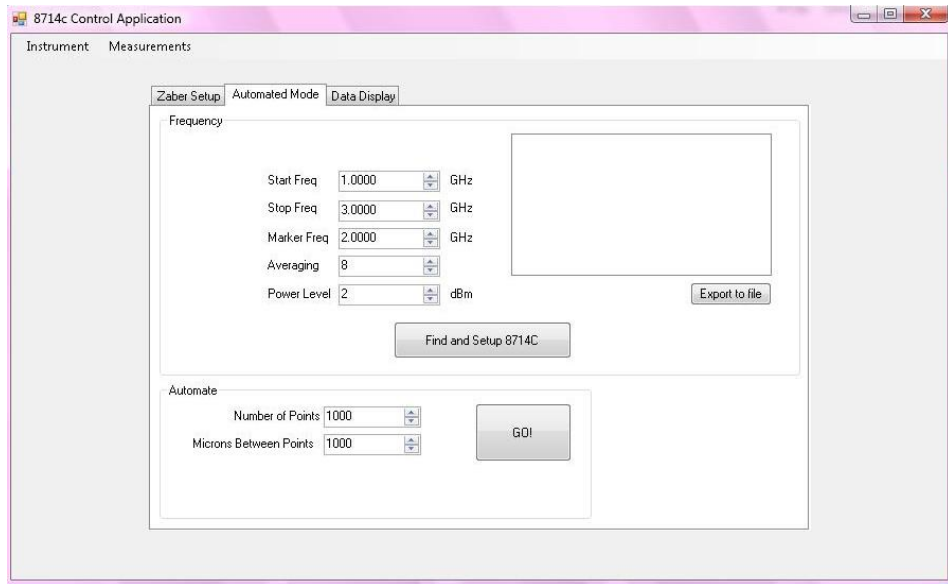 8714c Control Application
Instrument Measurements
Zaber Setup Automated Mode Data Display
Frequency
Start Freq 1.0000 GHz
Stop Freq 3.0000 GHz
Marker Freq 2.0000 GHz
Averaging 8
Power Level 2 dBm
Export to file
Find and Setup 8714C
Automate
Number of Points 1000
Microns Between Points 1000
GO!